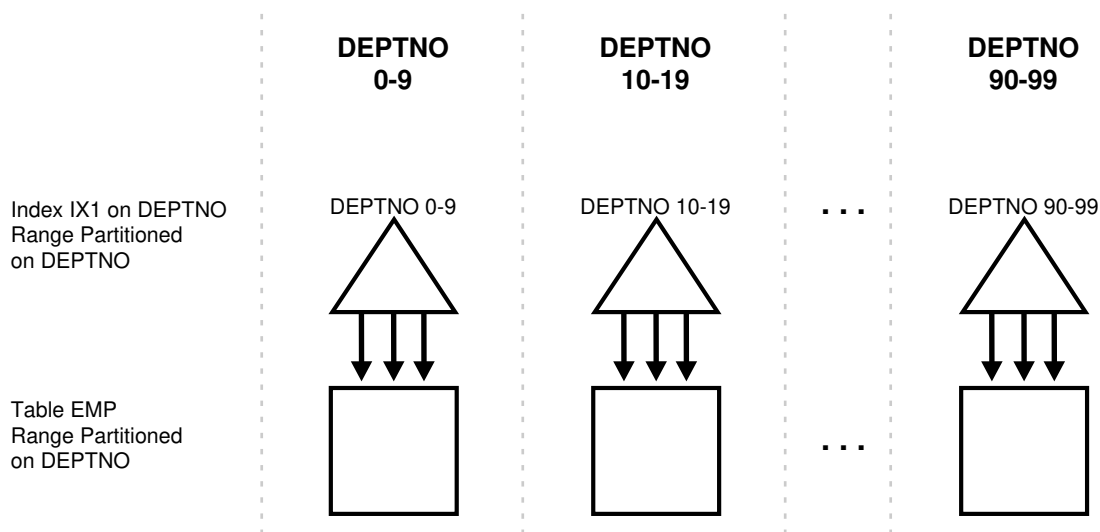 DEPTNO
0-9
DEPTNO
10-19
DEPTNO
90-99
Index IX1 on DEPTNO
Range Partitioned
on DEPTNO
DEPTNO 0-9
DEPTNO 10-19
. . .
DEPTNO 90-99
Table EMP
Range Partitioned
on DEPTNO
. . .